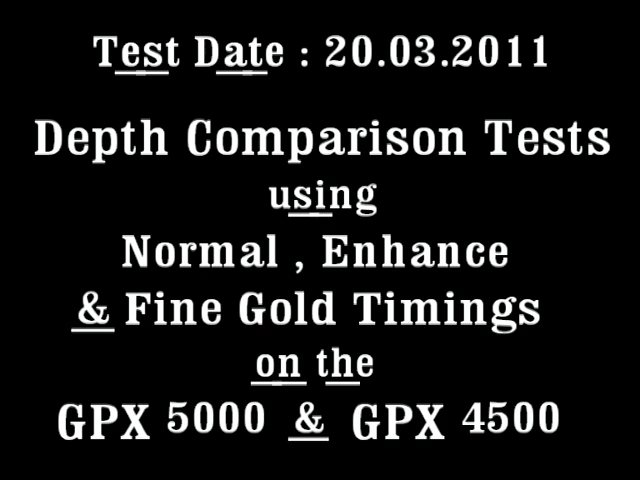 Test Date : 20.03.2011
Depth Comparison Tests
using
Normal , Enhance
& Fine Gold Timings
on the
GPX 5000 & GPX 4500